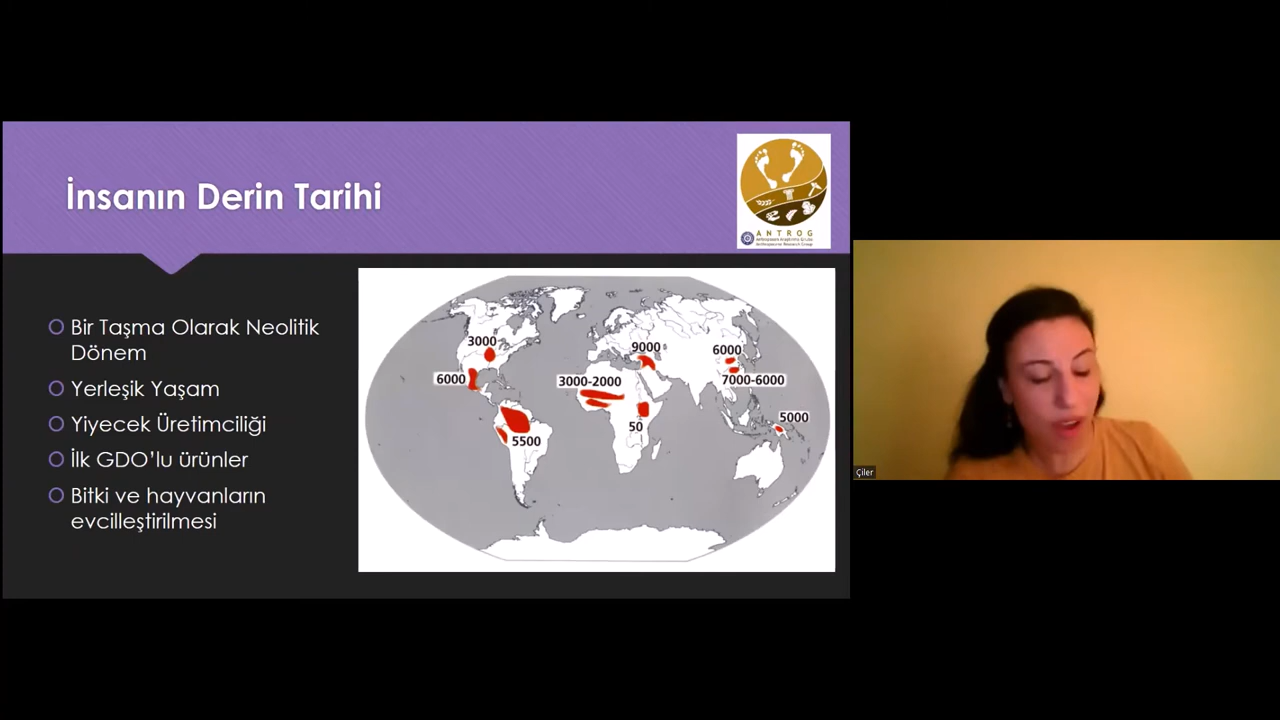 İnsanın Derin Tarihi
ANTROG
Bir Taşma Olarak Neolitik
Dönem
Yerleşik Yaşam
Yiyecek Üretimciliği
İlk GDO’lu ürünler
Bitki ve hayvanların
evcilleştirilmesi
3000
6000
5500
3000-2000
9000
50
6000
7000-6000
5000
Çiler